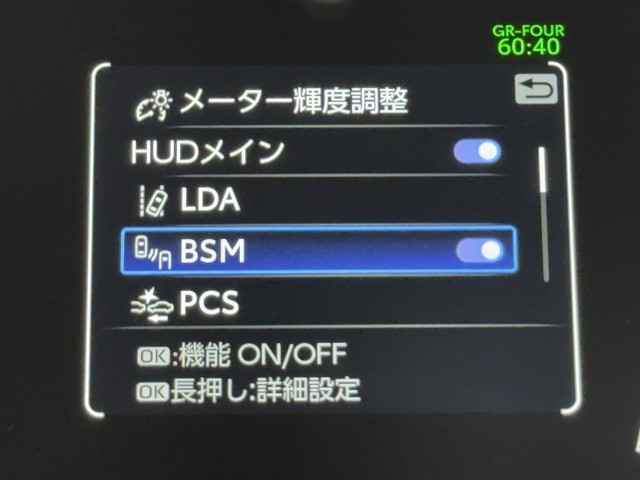 GR-FOUR
60:40
メーター輝度調整
HUDメイン
LDA
BSM
PCS
OK:機能 ON/OFF
OK長押し:詳細設定